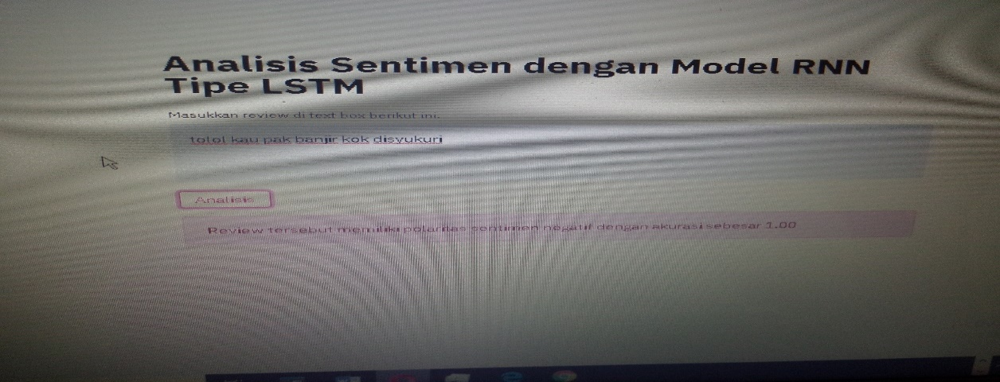 Analisis Sentimen dengan Model RNN
Tipe LSTM
Masukkan review di text box berikut ini.
tolol kau pak banjir kok disyukuri
Analisis
Review tersebut memiliki polaritas sentimen negatif dengan akurasi sebesar 1.00